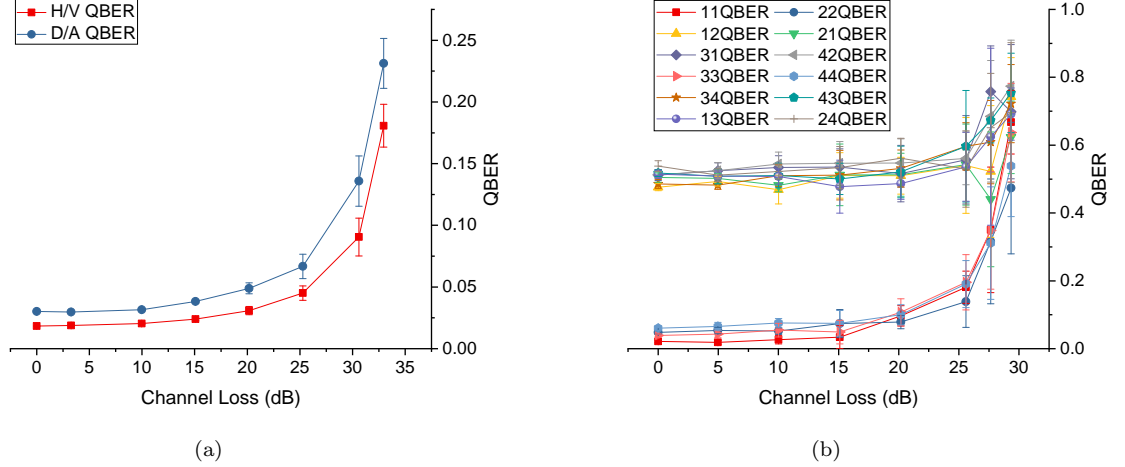 H/V QBER
D/A QBER
0.25
0.20
0.15
0.10
0.05
0.00
QBER
0 5 10 15 20 25 30 35
Channel Loss (dB)
(a)
11QBER 22QBER
12QBER 21QBER
31QBER 42QBER
33QBER 44QBER
34QBER 43QBER
13QBER 24QBER
1.0
0.8
0.6
0.4
0.2
0.0
QBER
0 5 10 15 20 25 30
Channel Loss (dB)
(b)